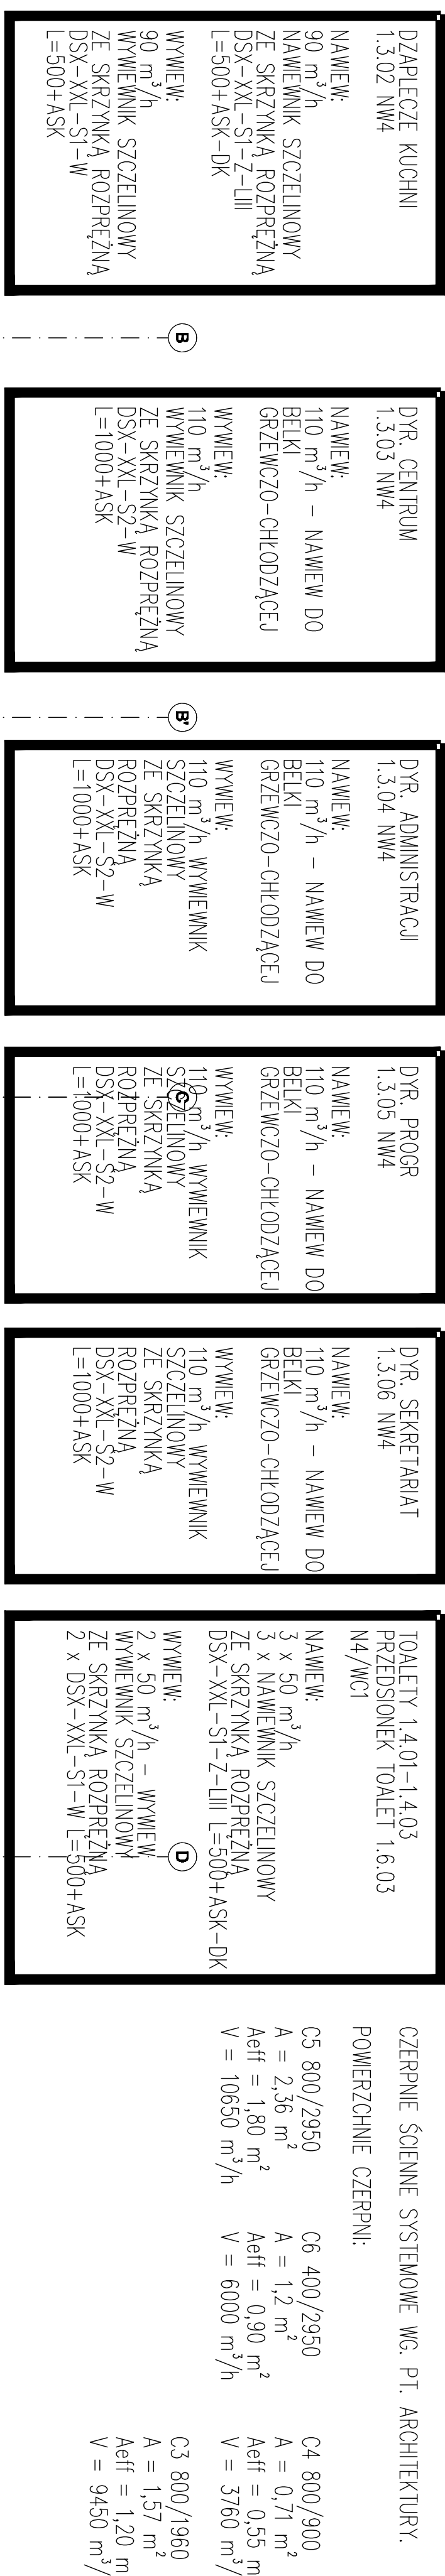 DZAPLECZE KUCHNI
1.3.02 NW4
NAWIEW:
90 m³/h
NAWIEWNIK SZCZELINOWY
ZE SKRZYNKĄ ROZPRĘŻNĄ
DSX-XXL-S1-Z-LIII
L=500+ASK-DK
WYWIEW:
90 m³/h
WYWIEWNIK SZCZELINOWY
ZE SKRZYNKĄ ROZPRĘŻNĄ
DSX-XXL-S1-W
L=500+ASK
B
DYR. CENTRUM
1.3.03 NW4
NAWIEW:
110 m³/h - NAWIEW DO
BELKI
GRZEWCZO-CHŁODZĄCEJ
WYWIEW:
110 m³/h
WYWIEWNIK SZCZELINOWY
ZE SKRZYNKĄ ROZPRĘŻNĄ
DSX-XXL-S2-W
L=1000+ASK
B'
DYR. ADMINISTRACJI
1.3.04 NW4
NAWIEW:
110 m³/h - NAWIEW DO
BELKI
GRZEWCZO-CHŁODZĄCEJ
WYWIEW:
110 m³/h WYWIEWNIK
SZCZELINOWY
ZE SKRZYNKĄ
ROZPRĘŻNĄ
DSX-XXL-S2-W
L=1000+ASK
DYR. PROGR
1.3.05 NW4
NAWIEW:
110 m³/h - NAWIEW DO
BELKI
GRZEWCZO-CHŁODZĄCEJ
WYWIEW:
110 m³/h WYWIEWNIK
SZCZELINOWY
ZE SKRZYNKĄ
ROZPRĘŻNĄ
DSX-XXL-S2-W
L=1000+ASK
C
DYR. SEKRETARIAT
1.3.06 NW4
NAWIEW:
110 m³/h - NAWIEW DO
BELKI
GRZEWCZO-CHŁODZĄCEJ
WYWIEW:
110 m³/h WYWIEWNIK
SZCZELINOWY
ZE SKRZYNKĄ
ROZPRĘŻNĄ
DSX-XXL-S2-W
L=1000+ASK
TOALETY 1.4.01-1.4.03
PRZEDSIONEK TOALET 1.6.03
N4/WC1
NAWIEW:
3 x 50 m³/h
3 x NAWIEWNIK SZCZELINOWY
ZE SKRZYNKĄ ROZPRĘŻNĄ
DSX-XXL-S1-Z-LIII L=500+ASK-DK
WYWIEW:
2 x 50 m³/h - WYWIEW
WYWIEWNIK SZCZELINOWY
ZE SKRZYNKĄ ROZPRĘŻNĄ
2 x DSX-XXL-S1-W L=500+ASK
D
CZERPNIE ŚCIENNE SYSTEMOWE WG. PT. ARCHITEKTURY.
POWIERZCHNIE CZERPNI:
C5 800/2950
A = 2,36 m²
Aeff = 1,80 m²
V = 10650 m³/h
C6 400/2950
A = 1,2 m²
Aeff = 0,90 m²
V = 6000 m³/h
C4 800/900
A = 0,71 m²
Aeff = 0,55 m
V = 3760 m³/
C3 800/1960
A = 1,57 m²
Aeff = 1,20 m
V = 9450 m³/